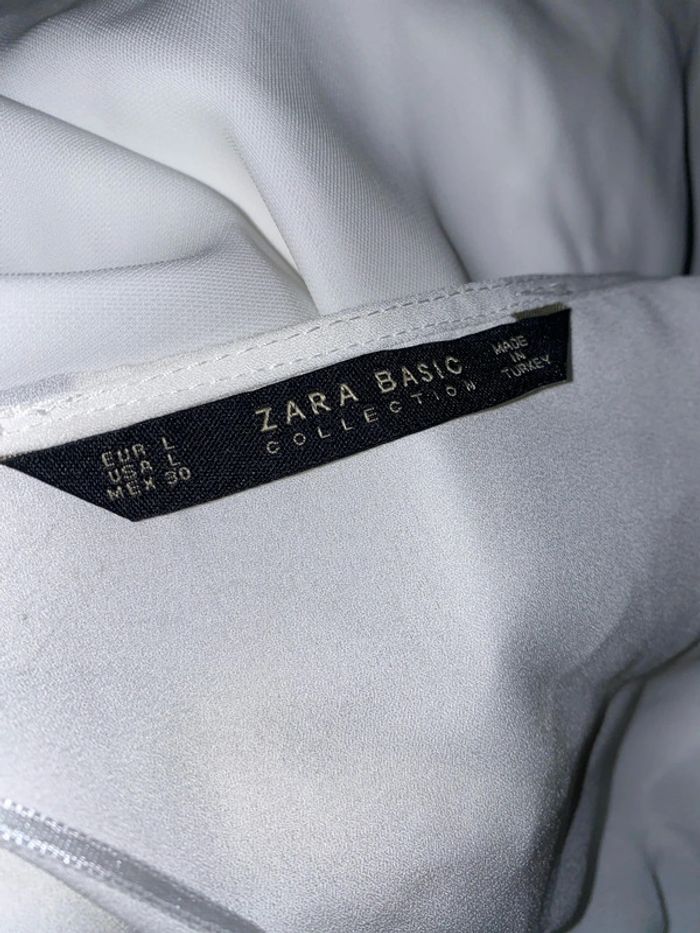 EUR L
USA L
MEX 30
ZARA BASIC
COLLECTION
MADE
IN
TURKEY